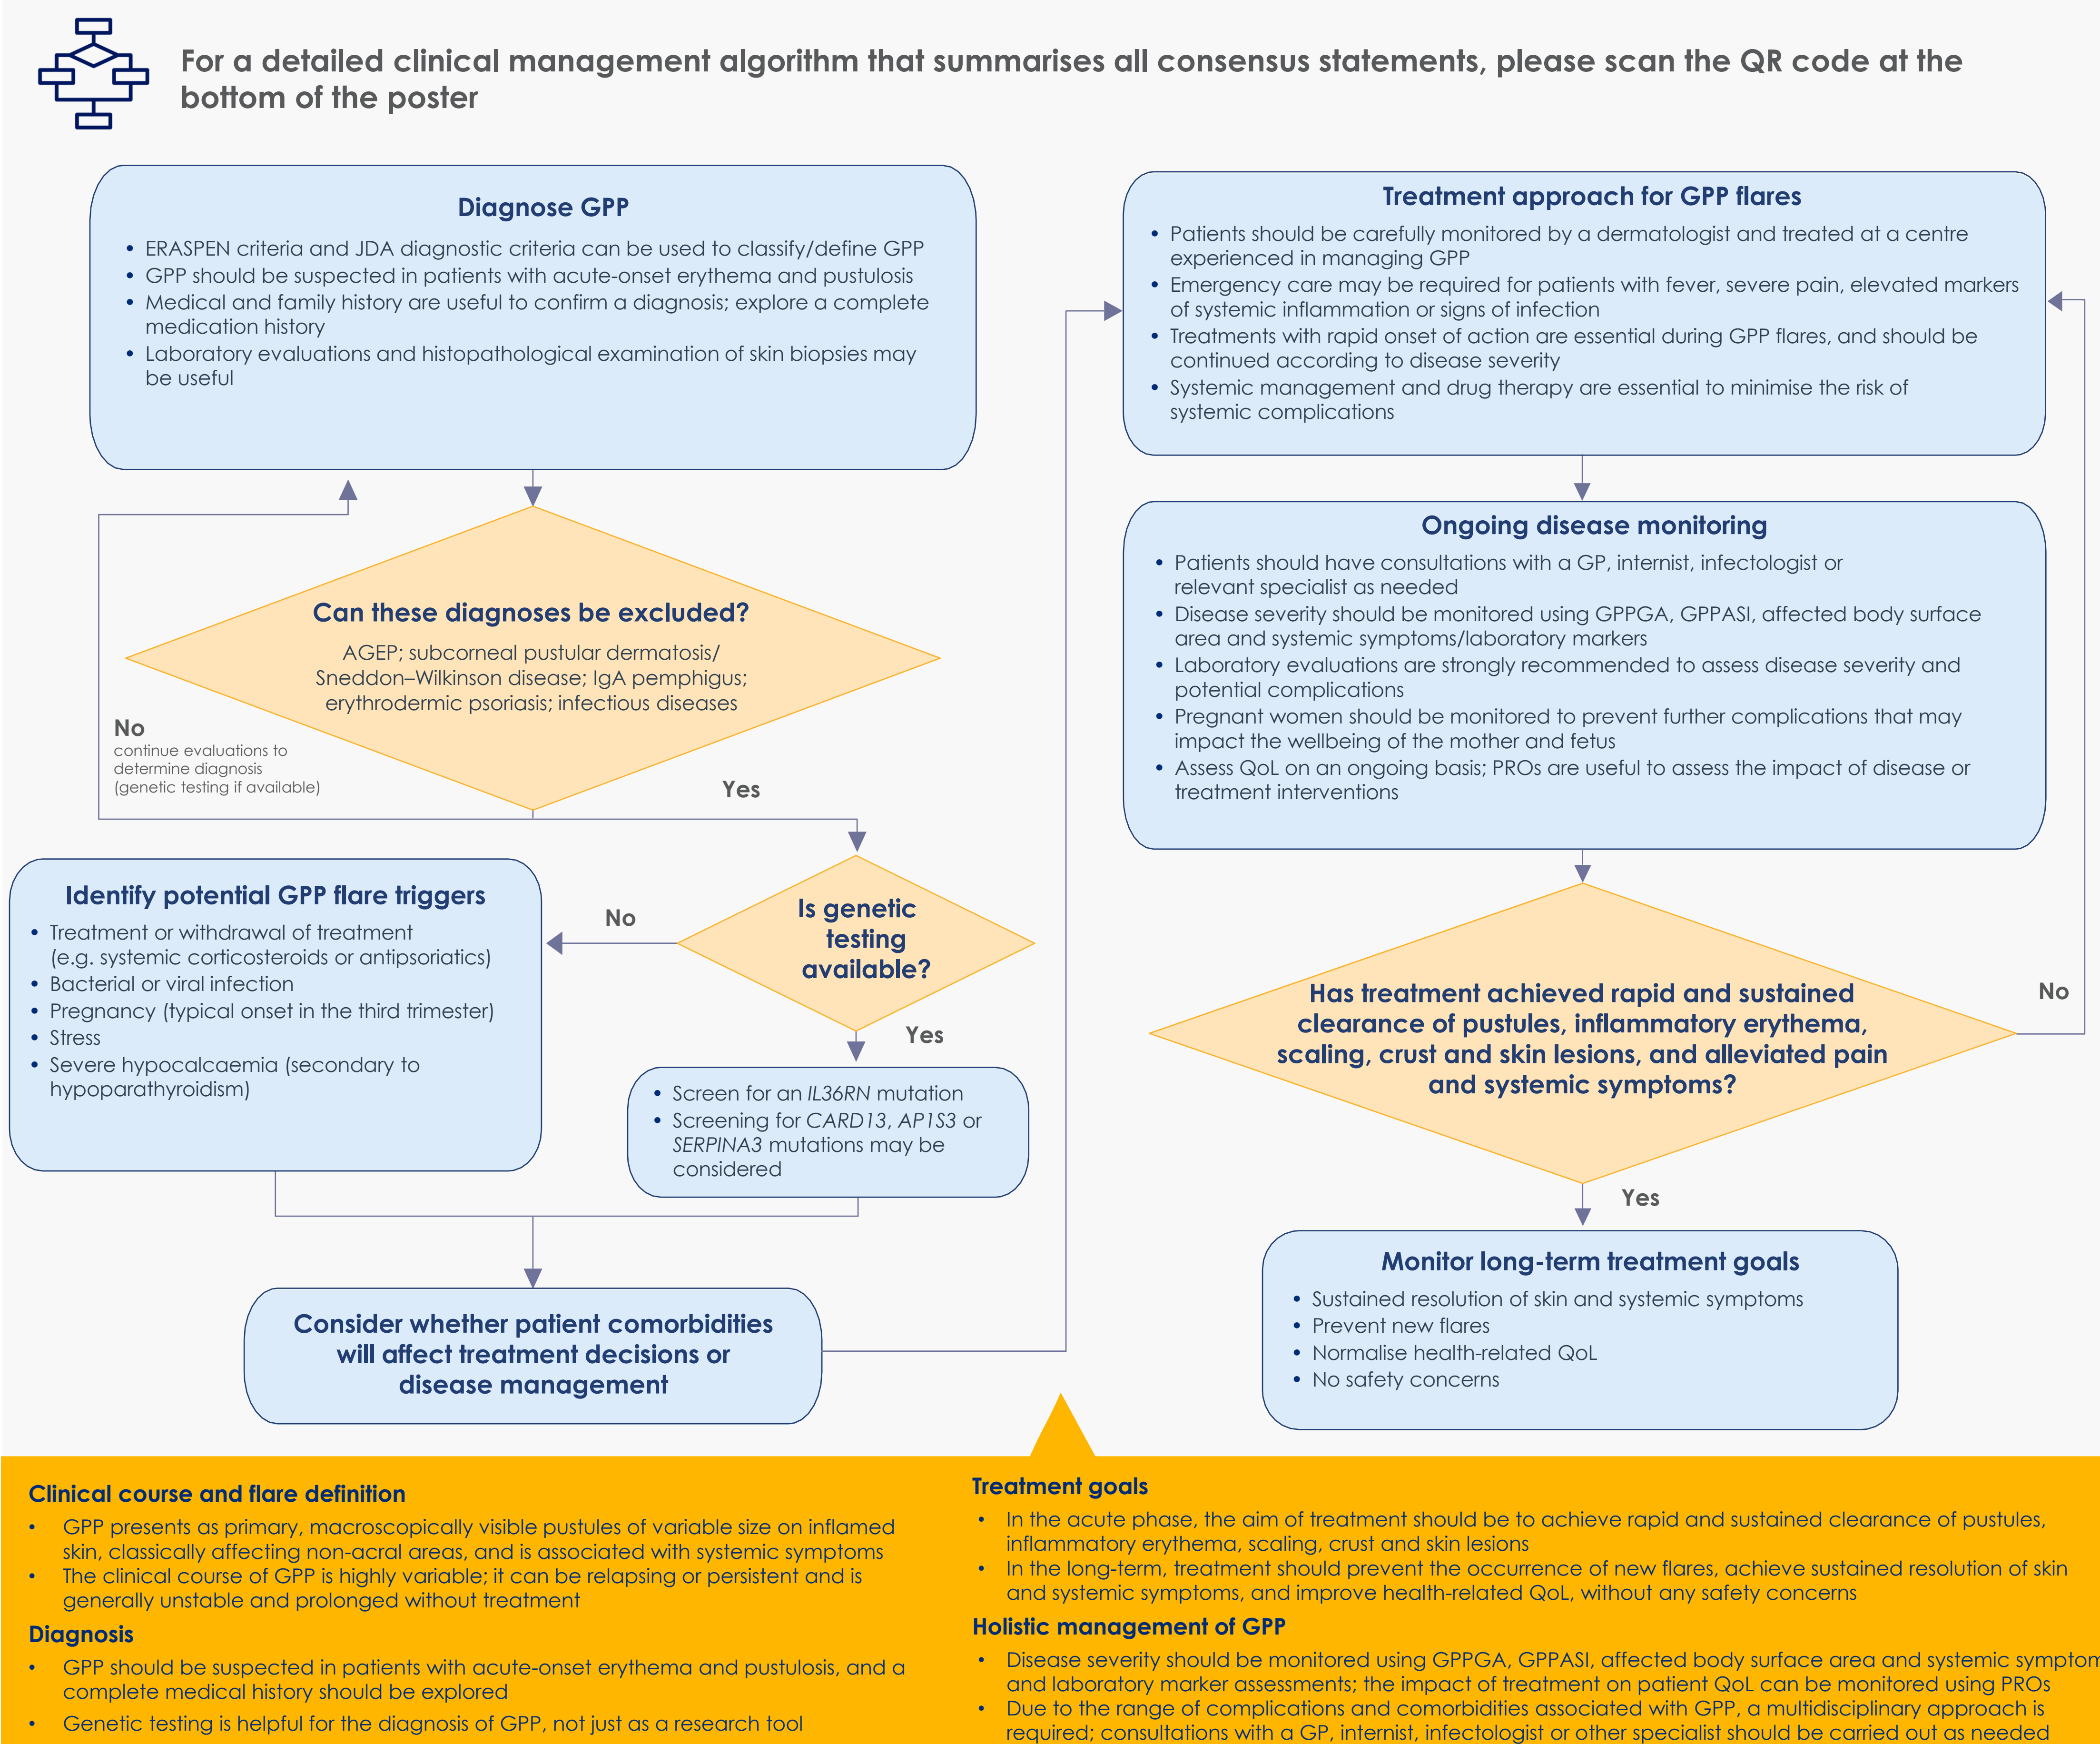 For a detailed clinical management algorithm that summarises all consensus statements, please scan the QR code at the
bottom of the poster
Diagnose GPP
• ERASPEN criteria and JDA diagnostic criteria can be used to classify/define GPP
• GPP should be suspected in patients with acute-onset erythema and pustulosis
• Medical and family history are useful to confirm a diagnosis; explore a complete
medication history
• Laboratory evaluations and histopathological examination of skin biopsies may
be useful
Can these diagnoses be excluded?
AGEP; subcorneal pustular dermatosis/
Sneddon–Wilkinson disease; IgA pemphigus;
erythrodermic psoriasis; infectious diseases
No
continue evaluations to
determine diagnosis
(genetic testing if available)
Yes
Is genetic
testing
available?
No
Yes
Identify potential GPP flare triggers
• Treatment or withdrawal of treatment
(e.g. systemic corticosteroids or antipsoriatics)
• Bacterial or viral infection
• Pregnancy (typical onset in the third trimester)
• Stress
• Severe hypocalcaemia (secondary to
hypoparathyroidism)
• Screen for an IL36RN mutation
• Screening for CARD13, AP1S3 or
SERPINA3 mutations may be
considered
Consider whether patient comorbidities
will affect treatment decisions or
disease management
Treatment approach for GPP flares
• Patients should be carefully monitored by a dermatologist and treated at a centre
experienced in managing GPP
• Emergency care may be required for patients with fever, severe pain, elevated markers
of systemic inflammation or signs of infection
• Treatments with rapid onset of action are essential during GPP flares, and should be
continued according to disease severity
• Systemic management and drug therapy are essential to minimise the risk of
systemic complications
Ongoing disease monitoring
• Patients should have consultations with a GP, internist, infectologist or
relevant specialist as needed
• Disease severity should be monitored using GPPGA, GPPASI, affected body surface
area and systemic symptoms/laboratory markers
• Laboratory evaluations are strongly recommended to assess disease severity and
potential complications
• Pregnant women should be monitored to prevent further complications that may
impact the wellbeing of the mother and fetus
• Assess QoL on an ongoing basis; PROs are useful to assess the impact of disease or
treatment interventions
Has treatment achieved rapid and sustained
clearance of pustules, inflammatory erythema,
scaling, crust and skin lesions, and alleviated pain
and systemic symptoms?
No
Yes
Monitor long-term treatment goals
• Sustained resolution of skin and systemic symptoms
• Prevent new flares
• Normalise health-related QoL
• No safety concerns
Clinical course and flare definition
• GPP presents as primary, macroscopically visible pustules of variable size on inflamed
skin, classically affecting non-acral areas, and is associated with systemic symptoms
• The clinical course of GPP is highly variable; it can be relapsing or persistent and is
generally unstable and prolonged without treatment
Diagnosis
• GPP should be suspected in patients with acute-onset erythema and pustulosis, and a
complete medical history should be explored
• Genetic testing is helpful for the diagnosis of GPP, not just as a research tool
Treatment goals
• In the acute phase, the aim of treatment should be to achieve rapid and sustained clearance of pustules,
inflammatory erythema, scaling, crust and skin lesions
• In the long-term, treatment should prevent the occurrence of new flares, achieve sustained resolution of skin
and systemic symptoms, and improve health-related QoL, without any safety concerns
Holistic management of GPP
• Disease severity should be monitored using GPPGA, GPPASI, affected body surface area and systemic symptom
and laboratory marker assessments; the impact of treatment on patient QoL can be monitored using PROs
• Due to the range of complications and comorbidities associated with GPP, a multidisciplinary approach is
required; consultations with a GP, internist, infectologist or other specialist should be carried out as needed